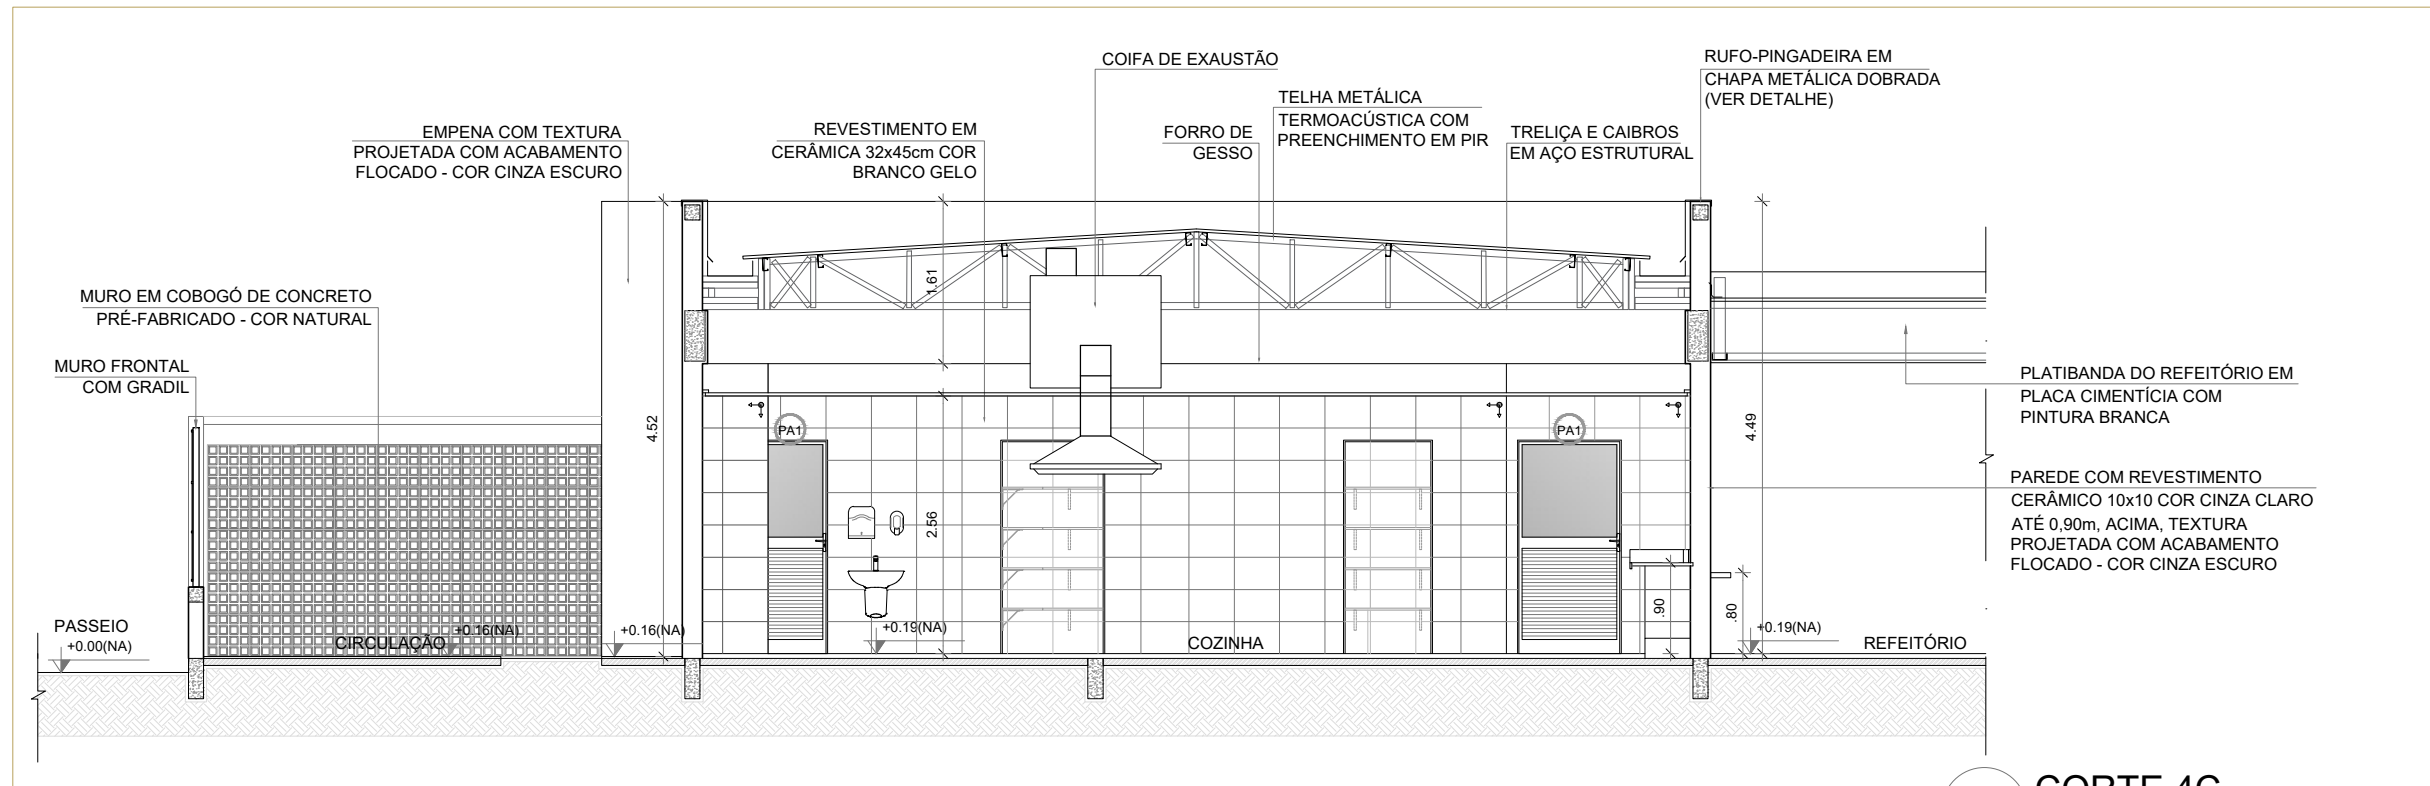 COIFA DE EXAUSTÃO
RUFO-PINGADEIRA EM
CHAPA METÁLICA DOBRADA
(VER DETALHE)
TELHA METÁLICA
TERMOACÚSTICA COM
PREENCHIMENTO EM PIR
EMPENA COM TEXTURA
PROJETADA COM ACABAMENTO
FLOCADO - COR CINZA ESCURO
REVESTIMENTO EM
CERÂMICA 32x45cm COR
BRANCO GELO
FORRO DE
GESSO
TRELIÇA E CAIBROS
EM AÇO ESTRUTURAL
MURO EM COBOGÓ DE CONCRETO
PRÉ-FABRICADO - COR NATURAL
MURO FRONTAL
COM GRADIL
1.61
4.52
2.56
4.49
PLATIBANDA DO REFEITÓRIO EM
PLACA CIMENTÍCIA COM
PINTURA BRANCA
PA1
PA1
PAREDE COM REVESTIMENTO
CERÂMICO 10x10 COR CINZA CLARO
ATÉ 0,90m, ACIMA, TEXTURA
PROJETADA COM ACABAMENTO
FLOCADO - COR CINZA ESCURO
.90
.80
PASSEIO
+0.00(NA)
CIRCULAÇÃO
+0.16(NA)
+0.16(NA)
+0.19(NA)
COZINHA
+0.19(NA)
REFEITÓRIO